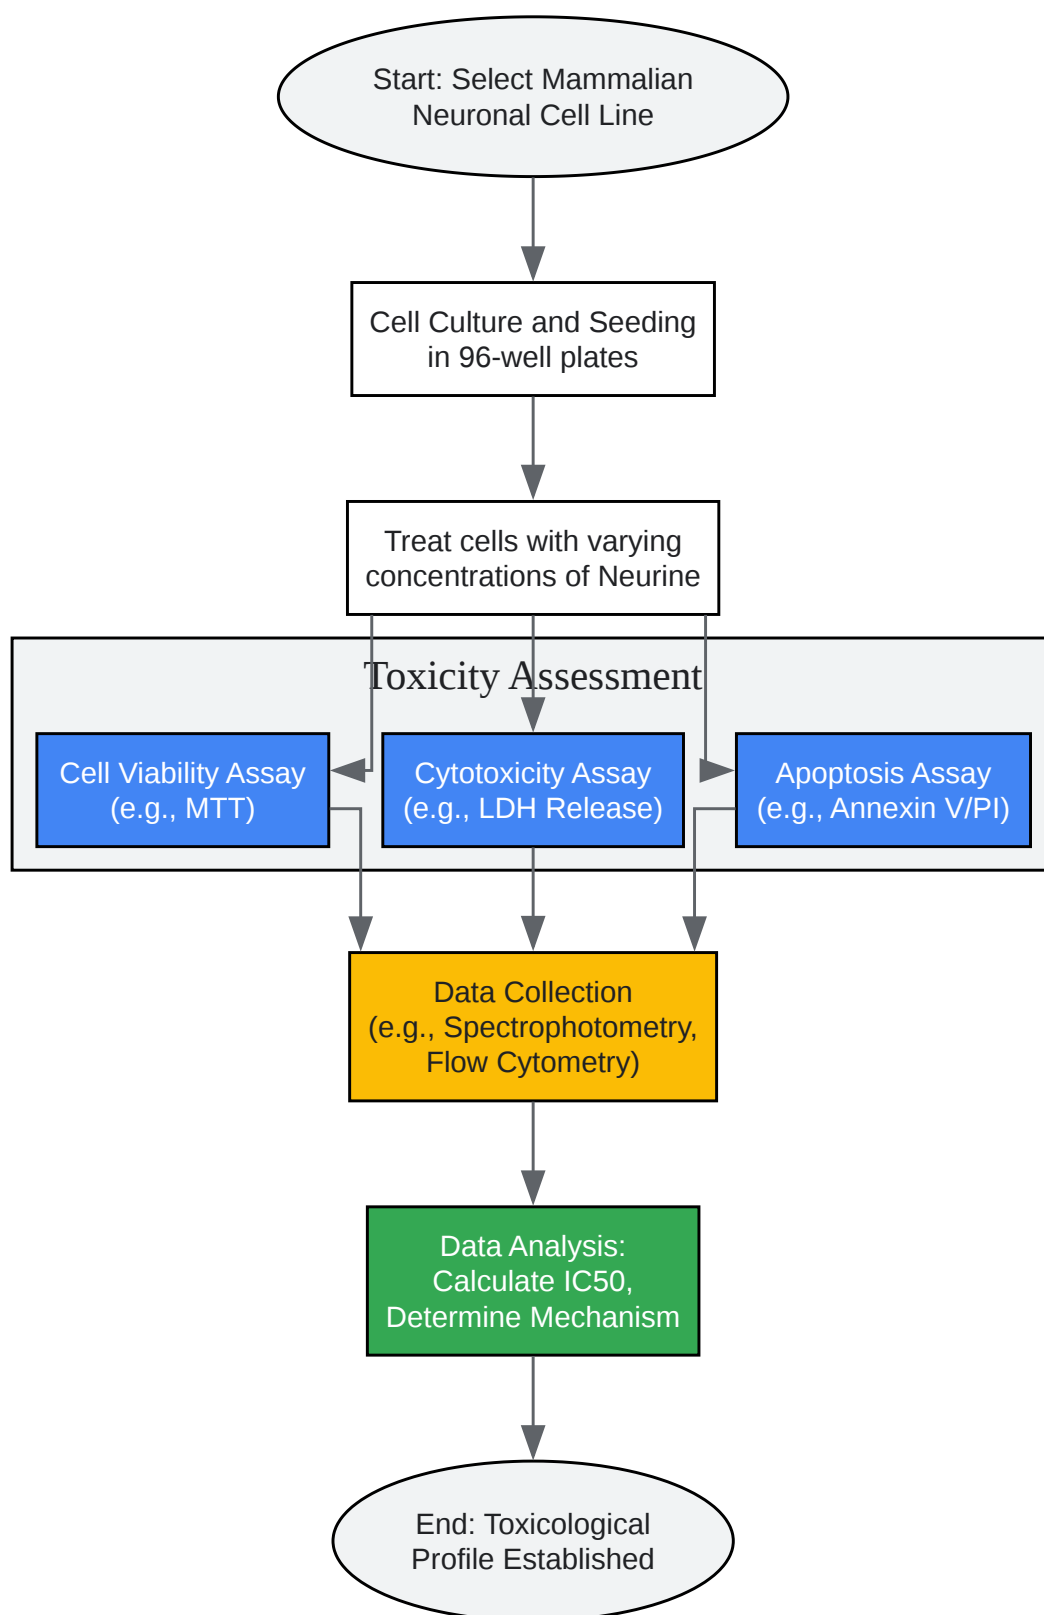 Start: Select Mammalian
Neuronal Cell Line
Cell Culture and Seeding
in 96-well plates
Treat cells with varying
concentrations of Neurine
Toxicity Assessment
Cell Viability Assay
(e.g., MTT)
Cytotoxicity Assay
(e.g., LDH Release)
Apoptosis Assay
(e.g., Annexin V/PI)
Data Collection
(e.g., Spectrophotometry,
Flow Cytometry)
Data Analysis:
Calculate IC50,
Determine Mechanism
End: Toxicological
Profile Established